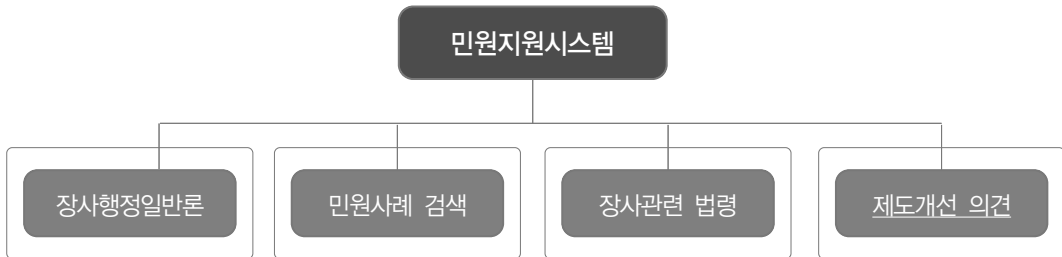 민원지원시스템
장사행정일반론
민원사례 검색
장사관련 법령
제도개선 의견